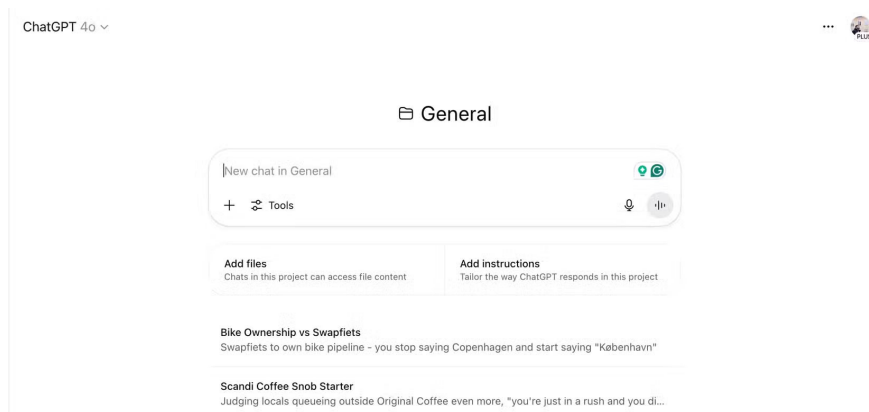 ChatGPT 4o
PLUS
General
New chat in General
Tools
Add files
Chats in this project can access file content
Add instructions
Tailor the way ChatGPT responds in this project
Bike Ownership vs Swapfiets
Swapfiets to own bike pipeline - you stop saying Copenhagen and start saying "København"
Scandi Coffee Snob Starter
Judging locals queueing outside Original Coffee even more, "you're just in a rush and you di...